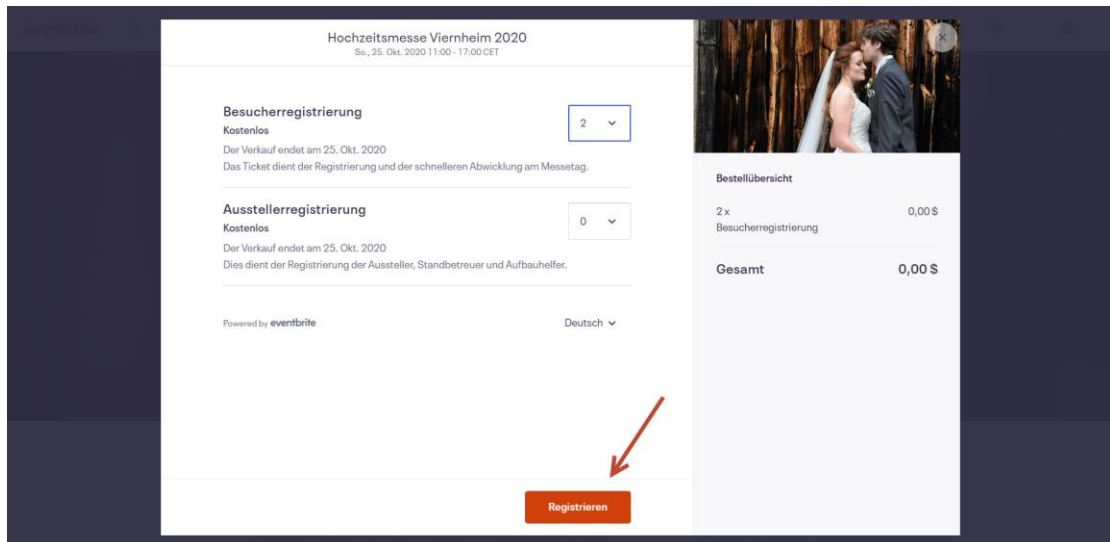 eventbrite
Hochzeitsmesse Viernheim 2020
So., 25. Okt. 2020 11:00 - 17:00 CET
Besucherregistrierung
2
Kostenlos
Der Verkauf endet am 25. Okt. 2020
Das Ticket dient der Registrierung und der schnelleren Abwicklung am Messetag.
Ausstellerregistrierung
0
Kostenlos
Der Verkauf endet am 25. Okt. 2020
Dies dient der Registrierung der Aussteller, Standbetreuer und Aufbauhelfer.
Powered by eventbrite
Deutsch
Registrieren
Bestellübersicht
2 x 0,00 $
Besucherregistrierung
Gesamt 0,00 $